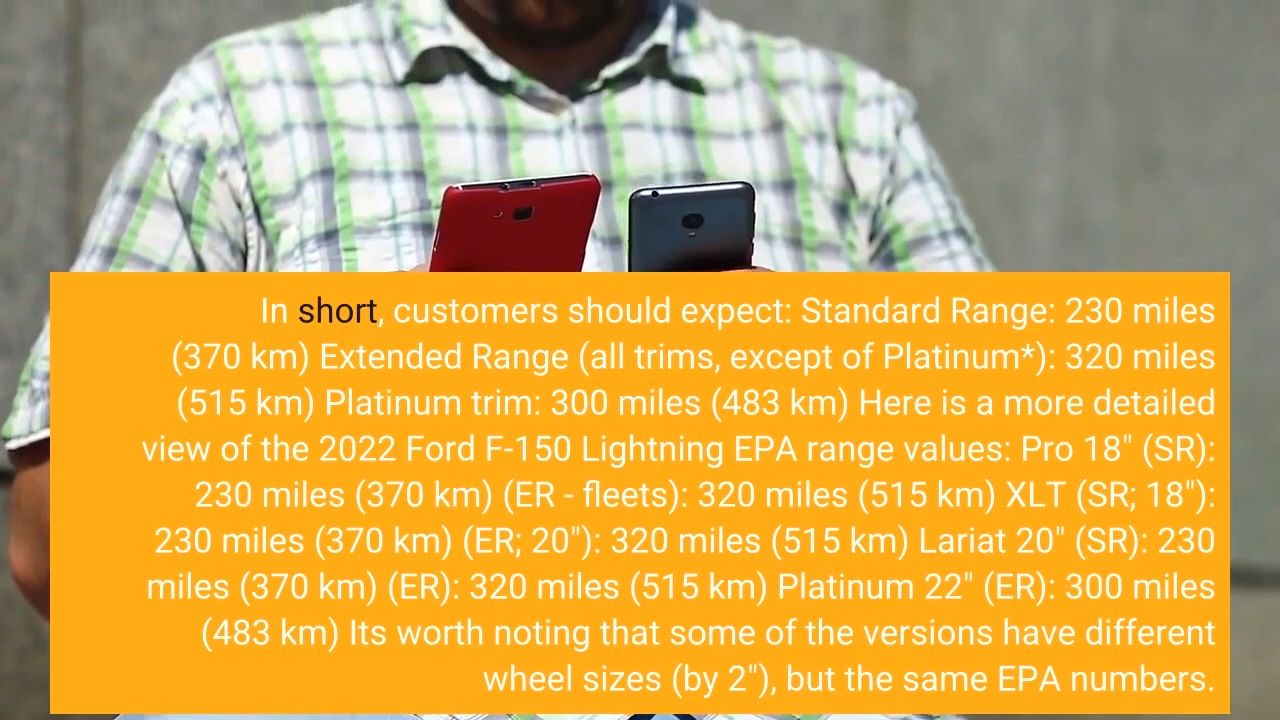 In short, customers should expect: Standard Range: 230 miles
(370 km) Extended Range (all trims, except of Platinum*): 320 miles
(515 km) Platinum trim: 300 miles (483 km) Here is a more detailed
view of the 2022 Ford F-150 Lightning EPA range values: Pro 18" (SR):
230 miles (370 km) (ER - fleets): 320 miles (515 km) XLT (SR; 18"):
230 miles (370 km) (ER; 20"): 320 miles (515 km) Lariat 20" (SR): 230
miles (370 km) (ER): 320 miles (515 km) Platinum 22" (ER): 300 miles
(483 km) Its worth noting that some of the versions have different
wheel sizes (by 2"), but the same EPA numbers.